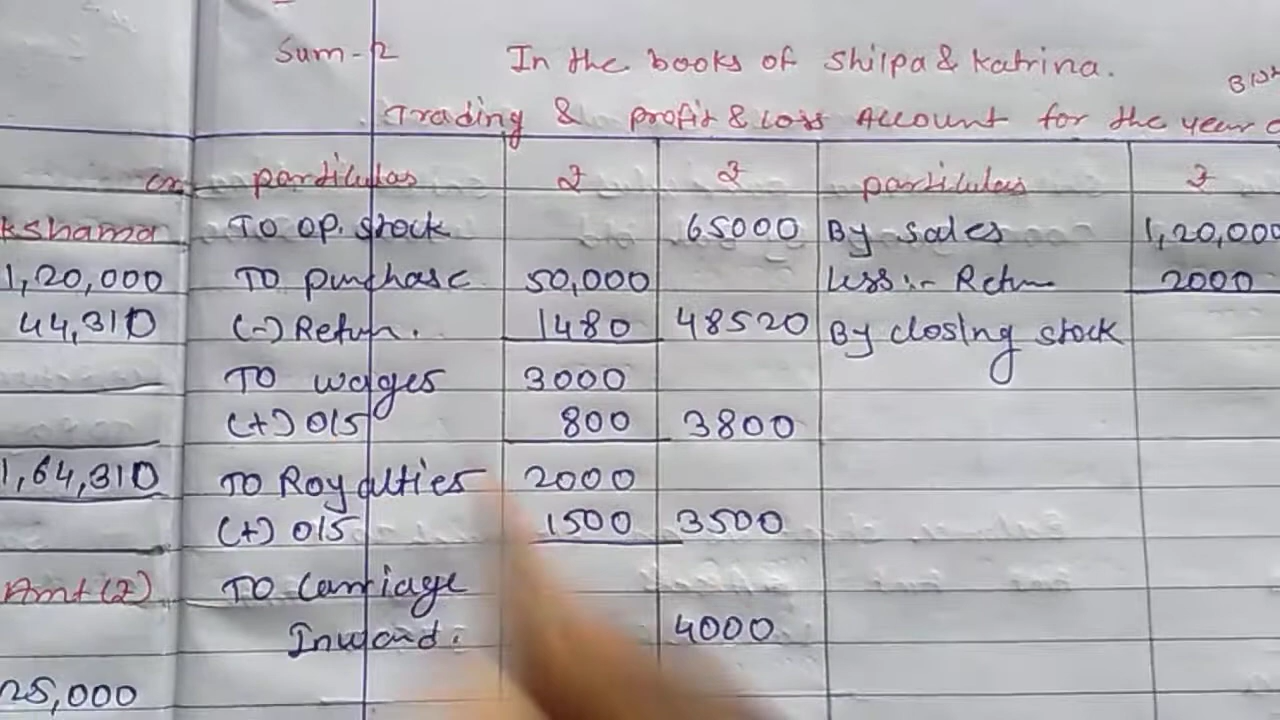 Sum-2 In the books of Shilpa & Katrina.
Trading & profit & Loss Account for the year
particulas ₹ ₹ particulas ₹
kshama TO op. stock 65000 By sales 1,20,000
1,20,000 TO purchase 50,000 Less:- Return 2000
44,310 (-) Return. 1480 48520 By closing stock
TO wages 3000
(+) O/S 800 3800
1,64,310 TO Royalties 2000
(+) O/S 1500 3500
Amt (₹) TO Carriage
Inward. 4000
25,000